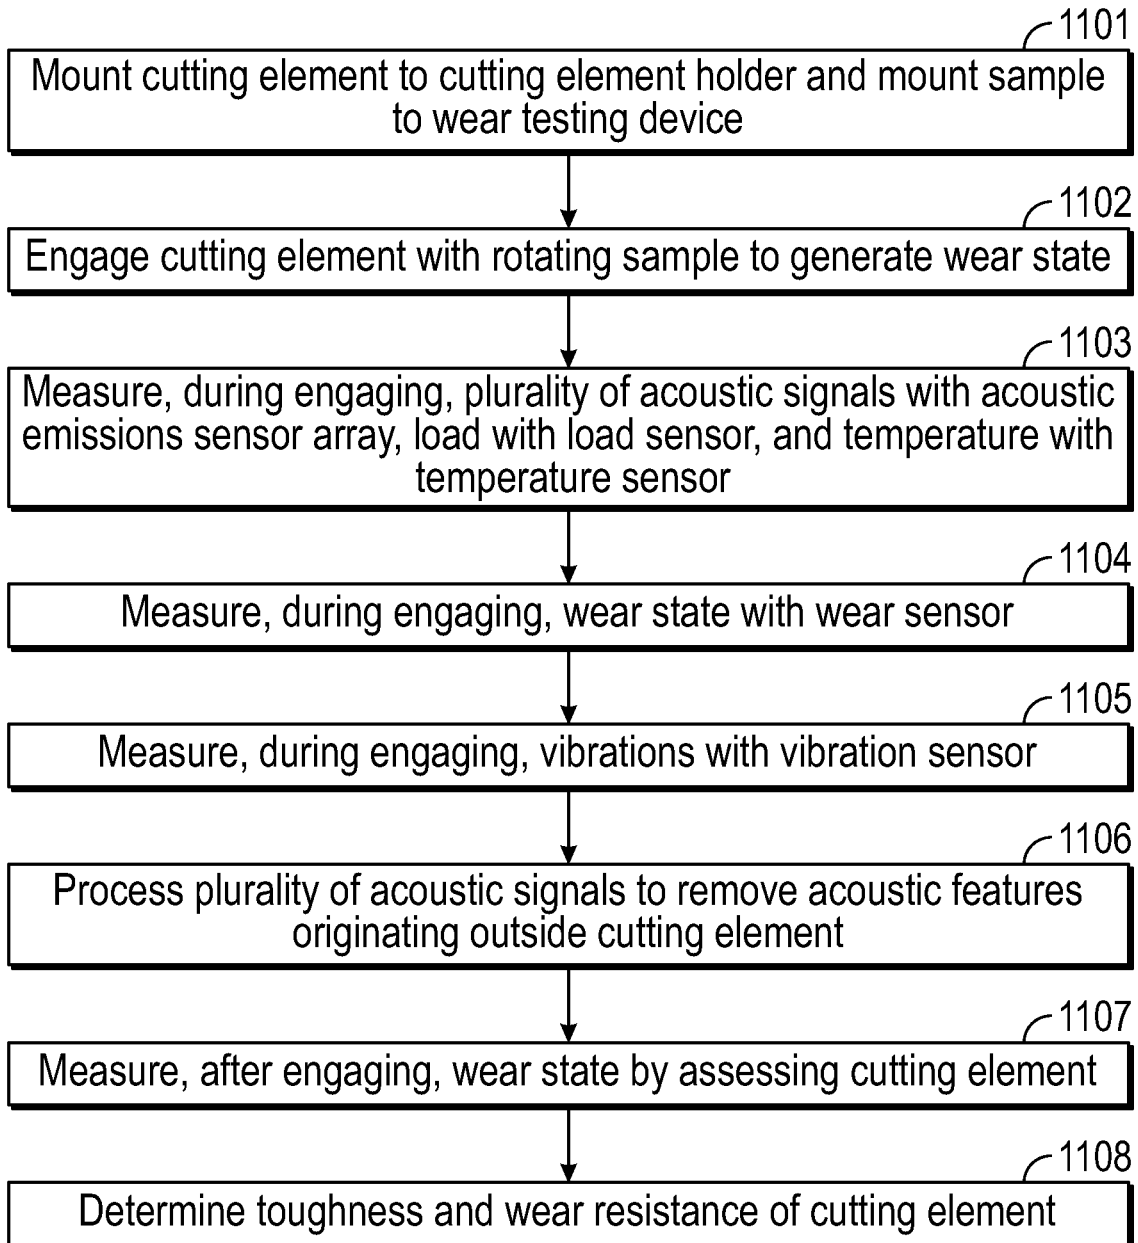 1101
Mount cutting element to cutting element holder and mount sample
to wear testing device
1102
Engage cutting element with rotating sample to generate wear state
1103
Measure, during engaging, plurality of acoustic signals with acoustic
emissions sensor array, load with load sensor, and temperature with
temperature sensor
1104
Measure, during engaging, wear state with wear sensor
1105
Measure, during engaging, vibrations with vibration sensor
1106
Process plurality of acoustic signals to remove acoustic features
originating outside cutting element
1107
Measure, after engaging, wear state by assessing cutting element
1108
Determine toughness and wear resistance of cutting element